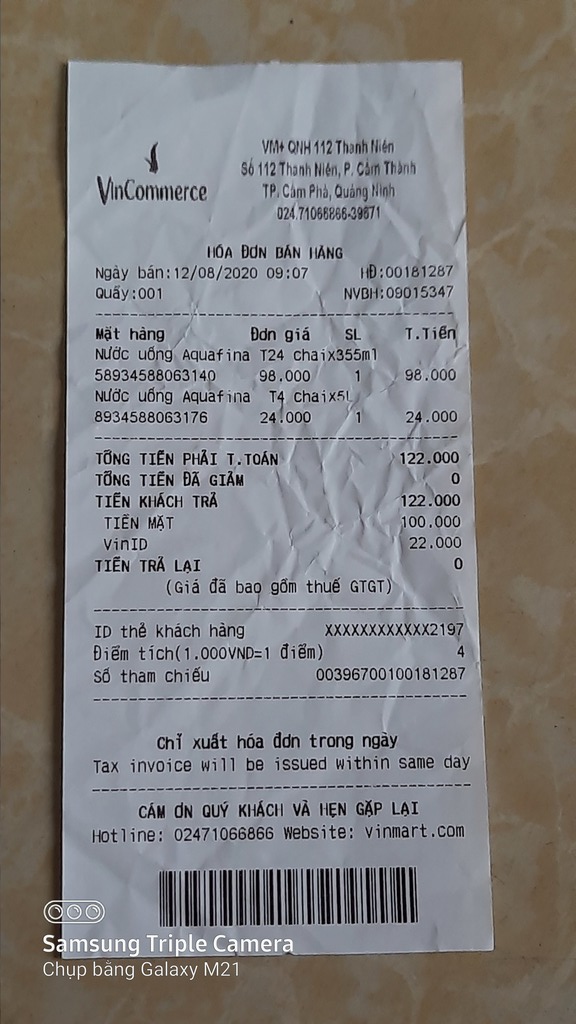 VM+ QNH 112 Thanh Niên
Số 112 Thanh Niên, P. Cẩm Thành
TP. Cẩm Phả, Quảng Ninh
024.71066866-39671
VinCommerce
HÓA ĐƠN BÁN HÀNG
Ngày bán:12/08/2020 09:07 HĐ:00181287
Quầy:001 NVBH:09015347
Mặt hàng Đơn giá SL T.Tiền
Nước uống Aquafina T24 chaix355ml
58934588063140 98.000 1 98.000
Nước uống Aquafina T4 chaix5L
8934588063176 24.000 1 24.000
TỔNG TIỀN PHẢI T.TOÁN 122.000
TỔNG TIỀN ĐÃ GIẢM 0
TIỀN KHÁCH TRẢ 122.000
TIỀN MẶT 100.000
VinID 22.000
TIỀN TRẢ LẠI 0
(Giá đã bao gồm thuế GTGT)
ID thẻ khách hàng XXXXXXXXXXXX2197
Điểm tích(1.000VND=1 điểm) 4
Số tham chiếu 00396700100181287
Chỉ xuất hóa đơn trong ngày
Tax invoice will be issued within same day
CẢM ƠN QUÝ KHÁCH VÀ HẸN GẶP LẠI
Hotline: 02471066866 Website: vinmart.com
Samsung Triple Camera
Chụp bằng Galaxy M21